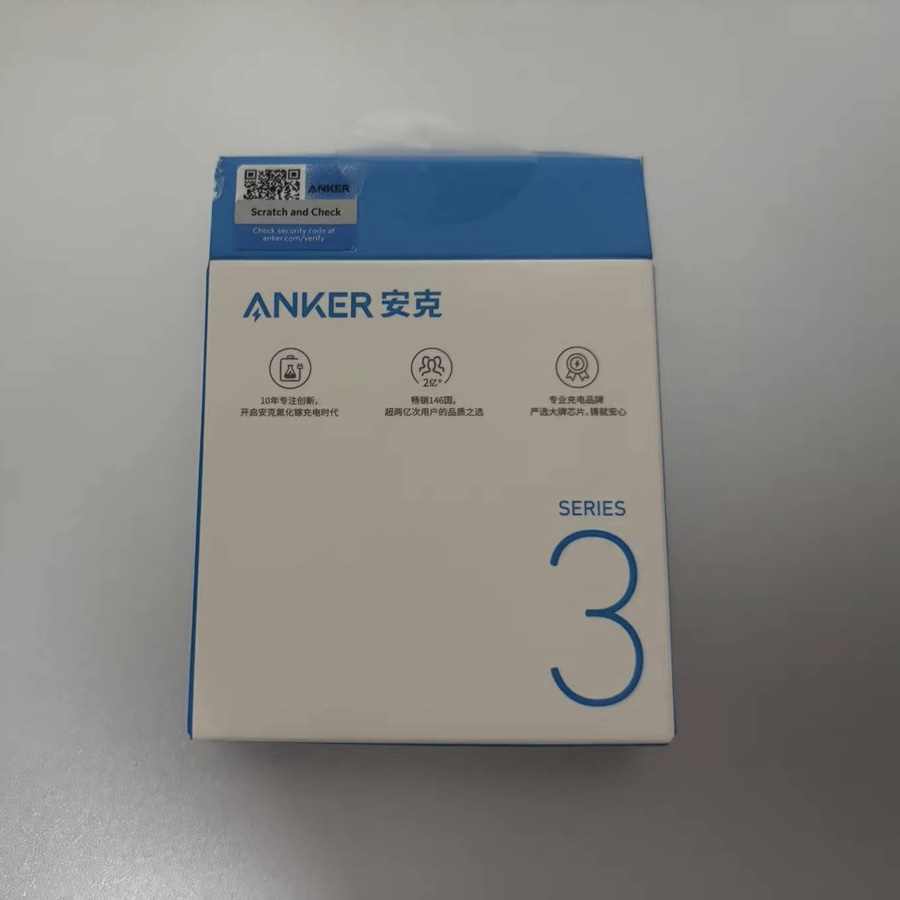 ANKER
Scratch and Check
Check security code at
anker.com/verify
ANKER 安克
2亿+
10年专注创新，
开启安克氮化镓充电时代
畅销146国，
超两亿次用户的品质之选
专业充电品牌
严选大牌芯片，铸就安心
SERIES
3